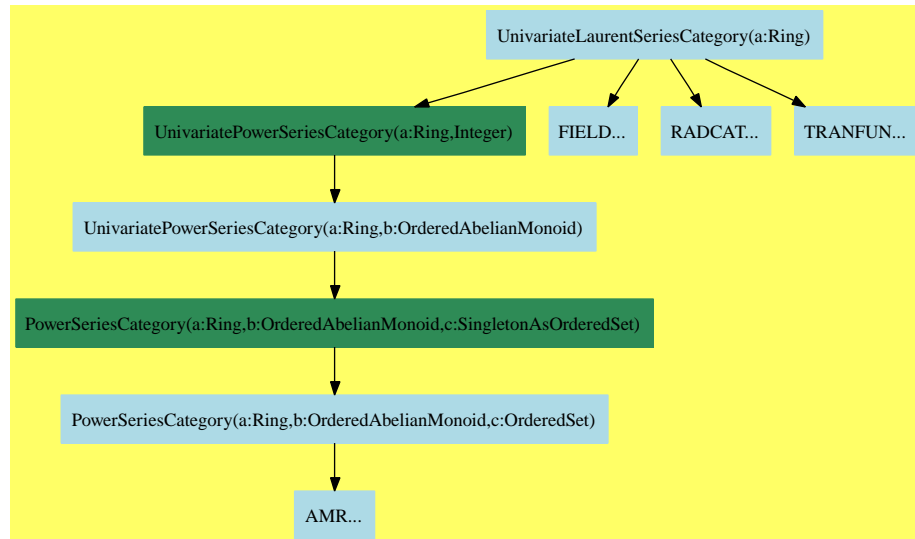 UnivariateLaurentSeriesCategory(a:Ring)
UnivariatePowerSeriesCategory(a:Ring,Integer)
FIELD...
RADCAT...
TRANFUN...
UnivariatePowerSeriesCategory(a:Ring,b:OrderedAbelianMonoid)
PowerSeriesCategory(a:Ring,b:OrderedAbelianMonoid,c:SingletonAsOrderedSet)
PowerSeriesCategory(a:Ring,b:OrderedAbelianMonoid,c:OrderedSet)
AMR...